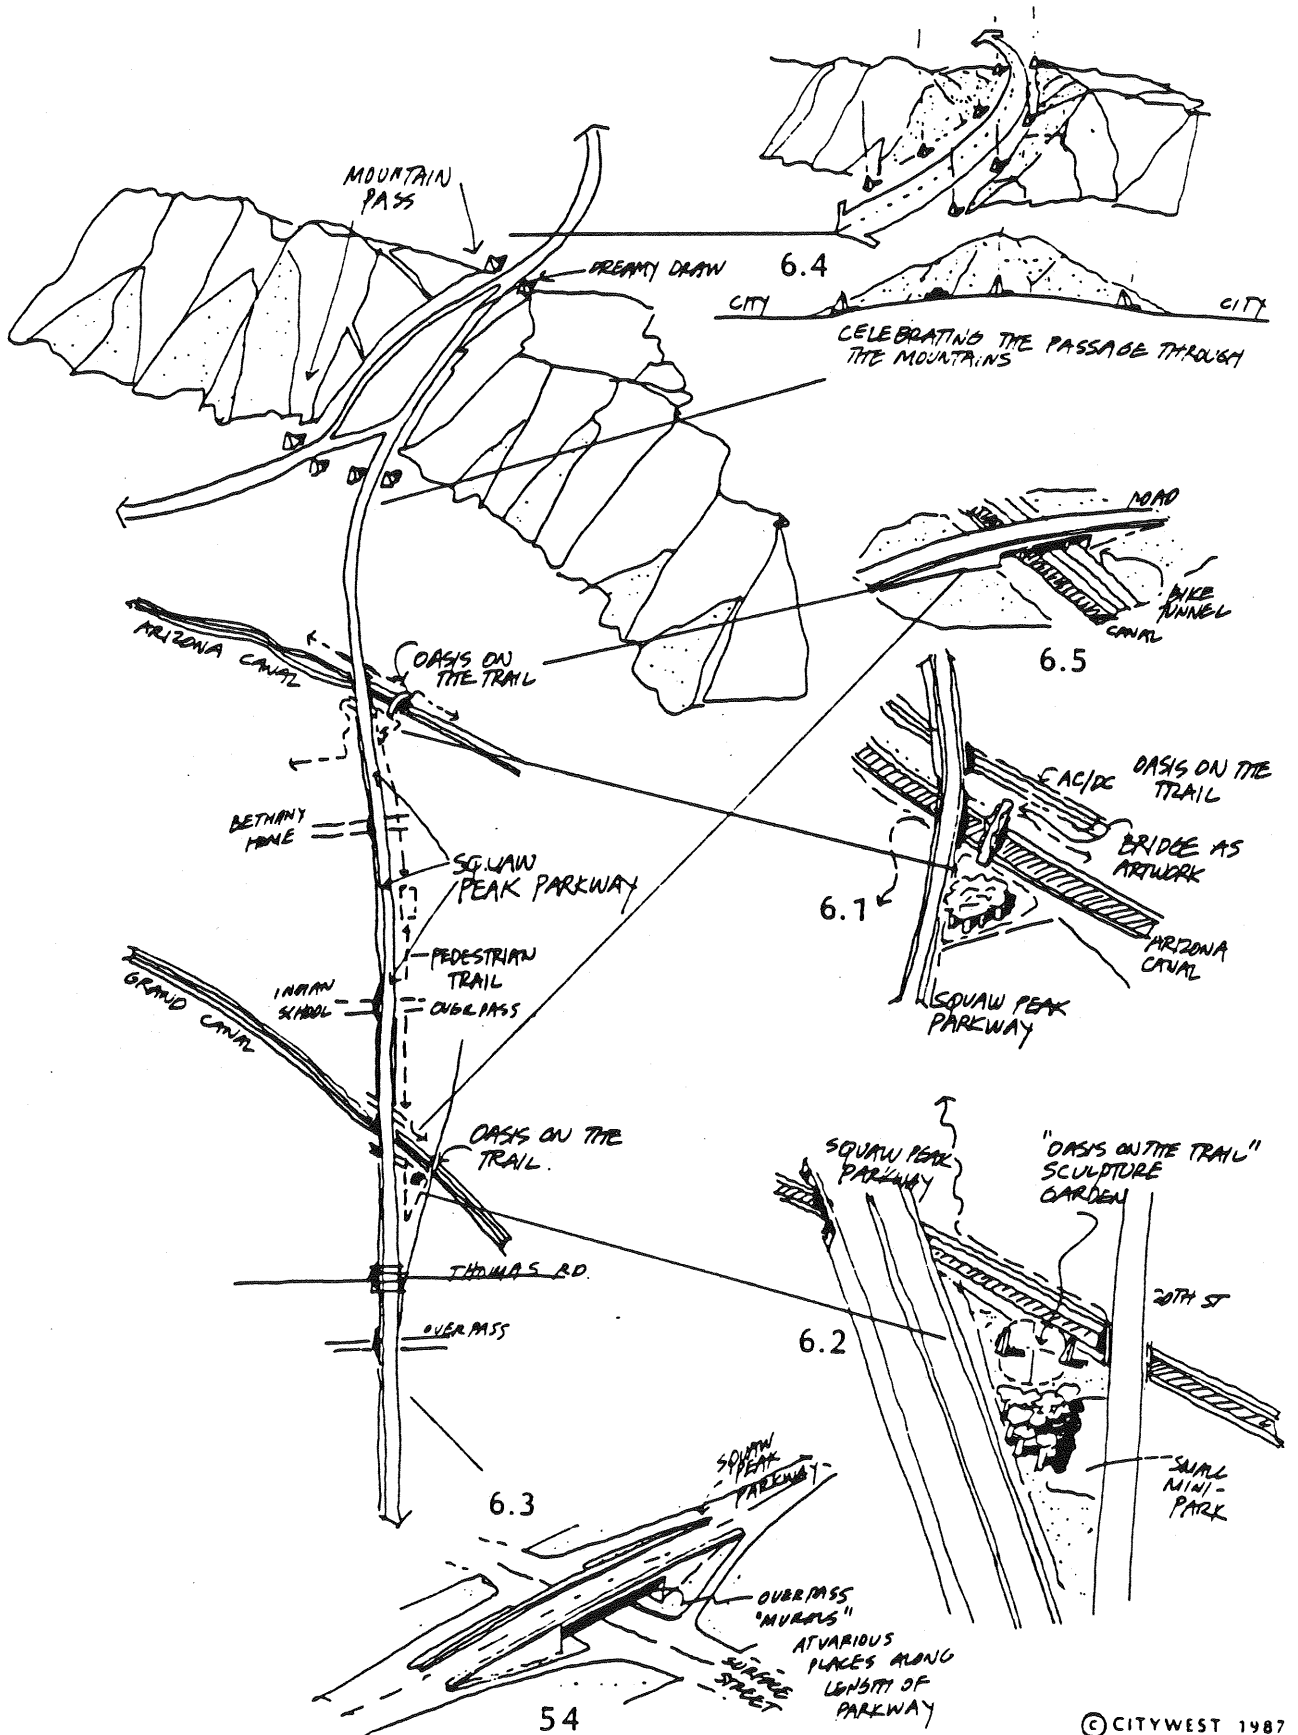 MOUNTAIN
PASS
DREAMY DRAW
6.4
CITY
CITY
CELEBRATING THE PASSAGE THROUGH
THE MOUNTAINS
ROAD
BIKE
TUNNEL
CANAL
6.5
ARIZONA CANAL
OASIS ON
THE TRAIL
BETHANY
HOME
SQUAW
PEAK PARKWAY
AC/DC
OASIS ON THE
TRAIL
BRIDGE AS
ARTWORK
6.1
ARIZONA
CANAL
SQUAW PEAK
PARKWAY
PEDESTRIAN
TRAIL
INDIAN
SCHOOL
OVERPASS
GRAND CANAL
OASIS ON THE
TRAIL.
THOMAS RD.
OVERPASS
SQUAW PEAK
PARKWAY
"OASIS ON THE TRAIL"
SCULPTURE
GARDEN
20TH ST
6.2
SMALL
MINI-
PARK
6.3
SQUAW
PEAK
PARKWAY
OVERPASS
"MURALS"
AT VARIOUS
PLACES ALONG
LENGTH OF
PARKWAY
SURFACE
STREET
54
© CITYWEST 1987